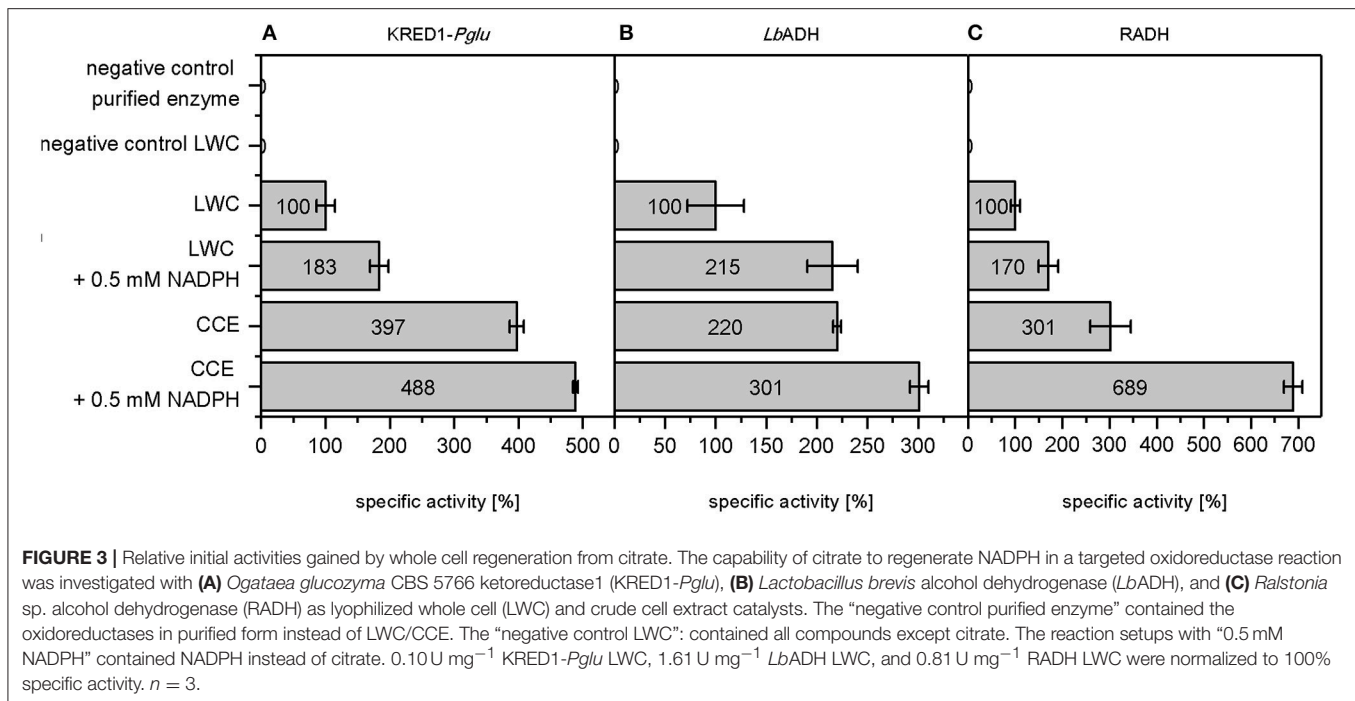 A KRED1-Pglu B LbADH C RADH
negative control
purified enzyme
negative control LWC
LWC 100 100 100
LWC
+ 0.5 mM NADPH 183 215 170
CCE 397 220 301
CCE
+ 0.5 mM NADPH 488 301 689
0 100 200 300 400 500 0 50 100 150 200 250 300 0 100 200 300 400 500 600 700
specific activity [%] specific activity [%] specific activity [%]
FIGURE 3 | Relative initial activities gained by whole cell regeneration from citrate. The capability of citrate to regenerate NADPH in a targeted oxidoreductase reaction
was investigated with (A) Ogataea glucozyma CBS 5766 ketoreductase1 (KRED1-Pglu), (B) Lactobacillus brevis alcohol dehydrogenase (LbADH), and (C) Ralstonia
sp. alcohol dehydrogenase (RADH) as lyophilized whole cell (LWC) and crude cell extract catalysts. The “negative control purified enzyme” contained the
oxidoreductases in purified form instead of LWC/CCE. The “negative control LWC”: contained all compounds except citrate. The reaction setups with “0.5 mM
NADPH” contained NADPH instead of citrate. 0.10 U mg⁻¹ KRED1-Pglu LWC, 1.61 U mg⁻¹ LbADH LWC, and 0.81 U mg⁻¹ RADH LWC were normalized to 100%
specific activity. n = 3.